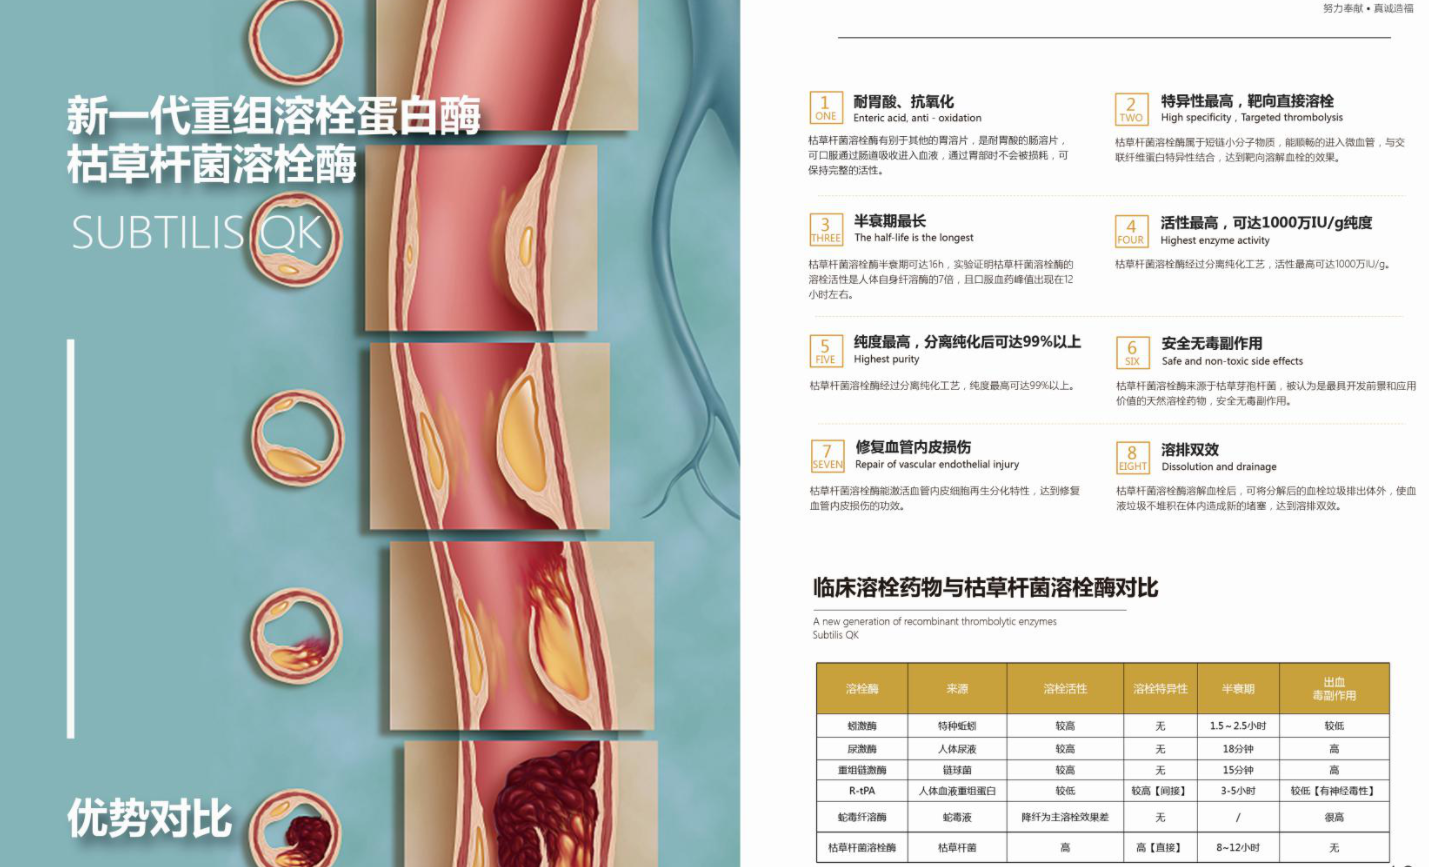 新一代重组溶栓蛋白酶
枯草杆菌溶栓酶
SUBTILIS QK
优势对比
努力奉献•真诚造福
1
ONE
耐胃酸、抗氧化
Enteric acid, anti - oxidation
枯草杆菌溶栓酶有别于其他的胃溶片，是耐胃酸的肠溶片，
可口服通过肠道吸收进入血液，通过胃部时不会被损耗，可
保持完整的活性。
2
TWO
特异性最高，靶向直接溶栓
High specificity , Targeted thrombolysis
枯草杆菌溶栓酶属于短链小分子物质，能顺畅的进入微血管，与交
联纤维蛋白特异性结合，达到靶向溶解血栓的效果。
3
THREE
半衰期最长
The half-life is the longest
枯草杆菌溶栓酶半衰期可达16h，实验证明枯草杆菌溶栓酶的
溶栓活性是人体自身纤溶酶的7倍，且口服血药峰值出现在12
小时左右。
4
FOUR
活性最高，可达1000万IU/g纯度
Highest enzyme activity
枯草杆菌溶栓酶经过分离纯化工艺，活性最高可达1000万IU/g。
5
FIVE
纯度最高，分离纯化后可达99%以上
Highest purity
枯草杆菌溶栓酶经过分离纯化工艺，纯度最高可达99%以上。
6
SIX
安全无毒副作用
Safe and non-toxic side effects
枯草杆菌溶栓酶来源于枯草芽孢杆菌，被认为是最具开发前景和应用
价值的天然溶栓药物，安全无毒副作用。
7
SEVEN
修复血管内皮损伤
Repair of vascular endothelial injury
枯草杆菌溶栓酶能激活血管内皮细胞再生分化特性，达到修复
血管内皮损伤的功效。
8
EIGHT
溶排双效
Dissolution and drainage
枯草杆菌溶栓酶溶解血栓后，可将分解后的血栓垃圾排出体外，使血
液垃圾不堆积在体内造成新的堵塞，达到溶排双效。
临床溶栓药物与枯草杆菌溶栓酶对比
A new generation of recombinant thrombolytic enzymes
Subtilis QK
溶栓酶 来源 溶栓活性 溶栓特异性 半衰期 出血
毒副作用
蚓激酶 特种蚯蚓 较高 无 1.5～2.5小时 较低
尿激酶 人体尿液 较高 无 18分钟 高
重组链激酶 链球菌 较高 无 15分钟 高
R-tPA 人体血液重组蛋白 较低 较高【间接】 3-5小时 较低【有神经毒性】
蛇毒纤溶酶 蛇毒液 降纤为主溶栓效果差 无 / 很高
枯草杆菌溶栓酶 枯草杆菌 高 高【直接】 8~12小时 无